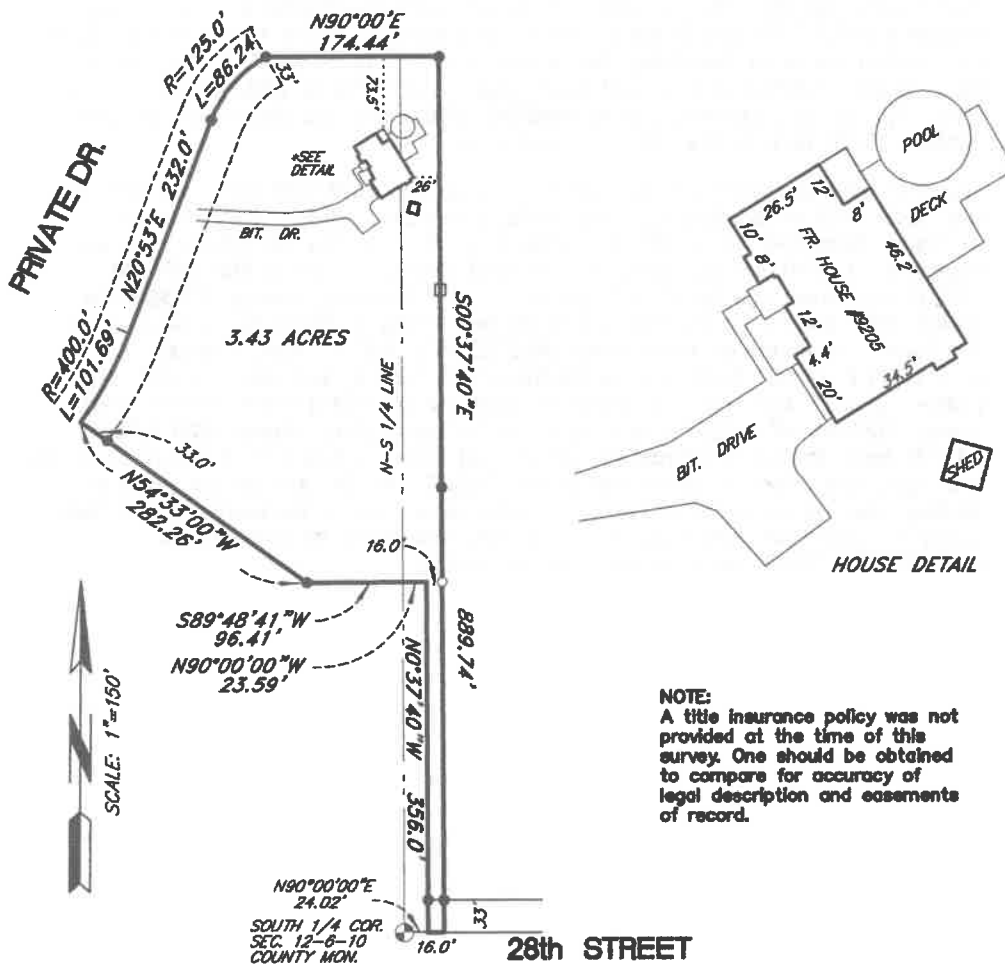 N90°00'E
174.44'
R=125.0'
L=86.24'
33'
73.5'
PRIVATE DR.
N20°53'E 232.0'
*SEE
DETAIL
26'
BIT. DR.
3.43 ACRES
N-S 1/4 LINE
S00°37'40"E
889.74'
R=400.0'
L=101.69'
33.0'
N54°33'00"W
282.26'
16.0'
S89°48'41"W
96.41'
N90°00'00"W
23.59'
N0°37'40"W 356.0'
SCALE: 1"=150'
N
N90°00'00"E
24.02'
SOUTH 1/4 COR.
SEC. 12-6-10
COUNTY MON.
16.0'
33'
28th STREET
POOL
DECK
12'
26.5'
8'
10'
8'
FR. HOUSE #9205
46.2'
12'
4.4'
20'
34.5'
BIT. DRIVE
SHED
HOUSE DETAIL
NOTE:
A title insurance policy was not
provided at the time of this
survey. One should be obtained
to compare for accuracy of
legal description and easements
of record.